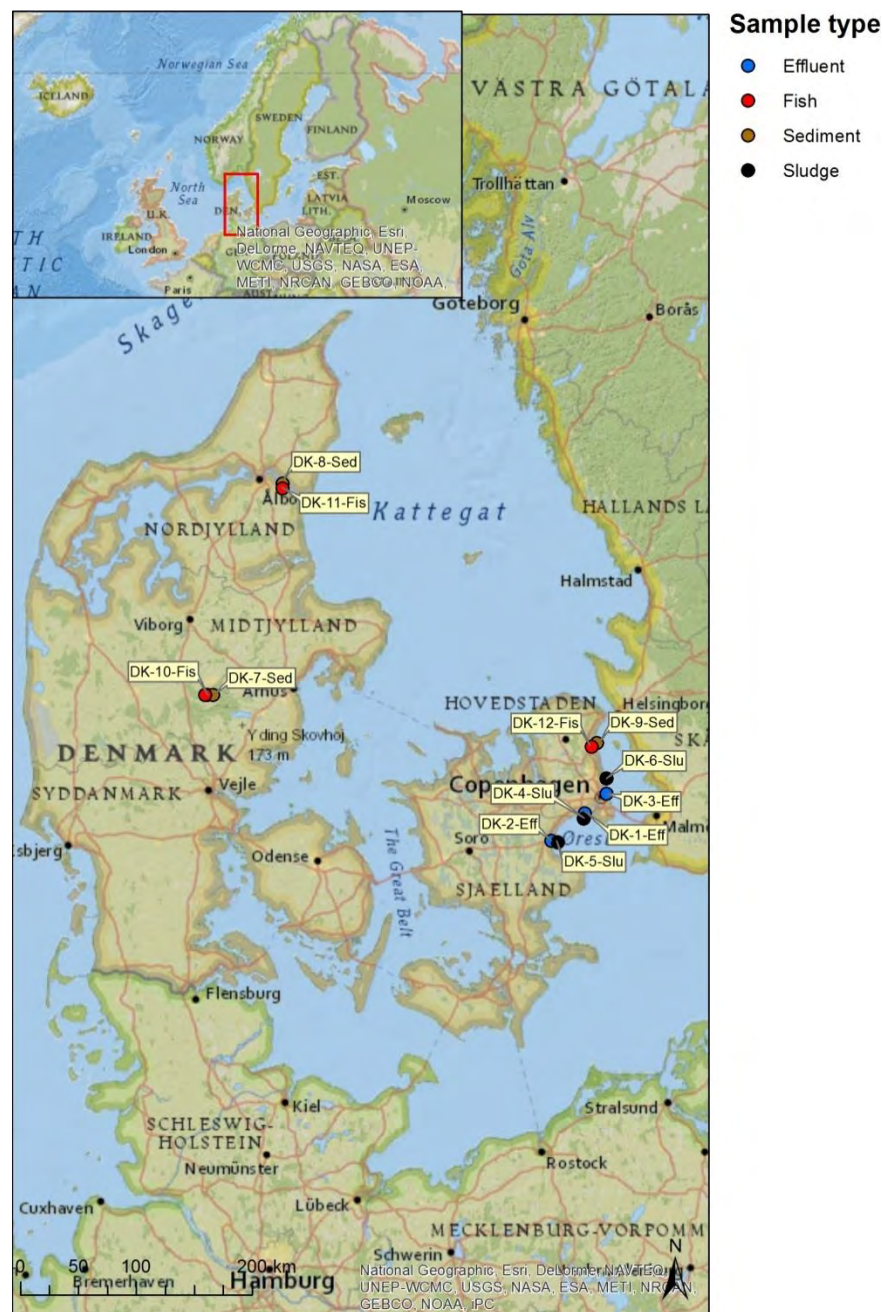 Sample type
Effluent
Fish
Sediment
Sludge
Norwegian Sea
ICELAND
SWEDEN
NORWAY
FINLAND
North
Sea
EST.
LATVIA
LITH.
DEN.
Moscow
U.K.
IRELAND
London
Paris
National Geographic, Esri,
DeLorme, NAVTEQ, UNEP-
WCMC, USGS, NASA, ESA,
METI, NRCAN, GEBCO, NOAA,
VÄSTRA GÖTALA
Trollhättan
Göta Älv
Göteborg
Borås
Skage
DK-8-Sed
Ålbo
DK-11-Fis
Kattegat
NORDJYLLAND
HALLANDS L
Halmstad
Viborg
MIDTJYLLAND
DK-10-Fis
DK-7-Sed
Århus
HOVEDSTADEN
Helsingborg
DK-12-Fis
DK-9-Sed
SKÅ
Yding Skovhøj
173 m
DENMARK
DK-6-Slu
Copenhagen
DK-3-Eff
Vejle
SYDDANMARK
DK-4-Slu
Malmö
DK-2-Eff
DK-1-Eff
Øres
DK-5-Slu
sbjerg
Odense
The Great Belt
Soro
SJAELLAND
Flensburg
Kiel
Stralsund
SCHLESWIG-
HOLSTEIN
Neumünster
Rostock
Cuxhaven
Lübeck
MECKLENBURG-VORPOMM
Schwerin
N
0 50 100 200 km
Bremerhaven
Hamburg
National Geographic, Esri, DeLorme, NAVTEQ,
UNEP-WCMC, USGS, NASA, ESA, METI, NRCAN,
GEBCO, NOAA, iPC